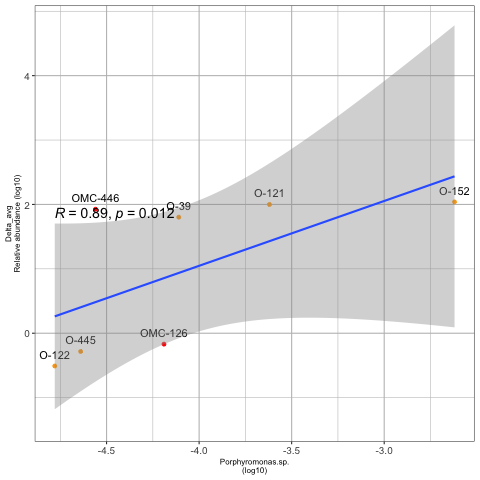 4
2
0
OMC-446
O-39
R = 0.89, p = 0.012
O-121
O-152
OMC-126
O-445
O-122
-4.5
-4.0
-3.5
-3.0
Porphyromonas.sp.
(log10)
Delta_avg
Relative abundance (log10)